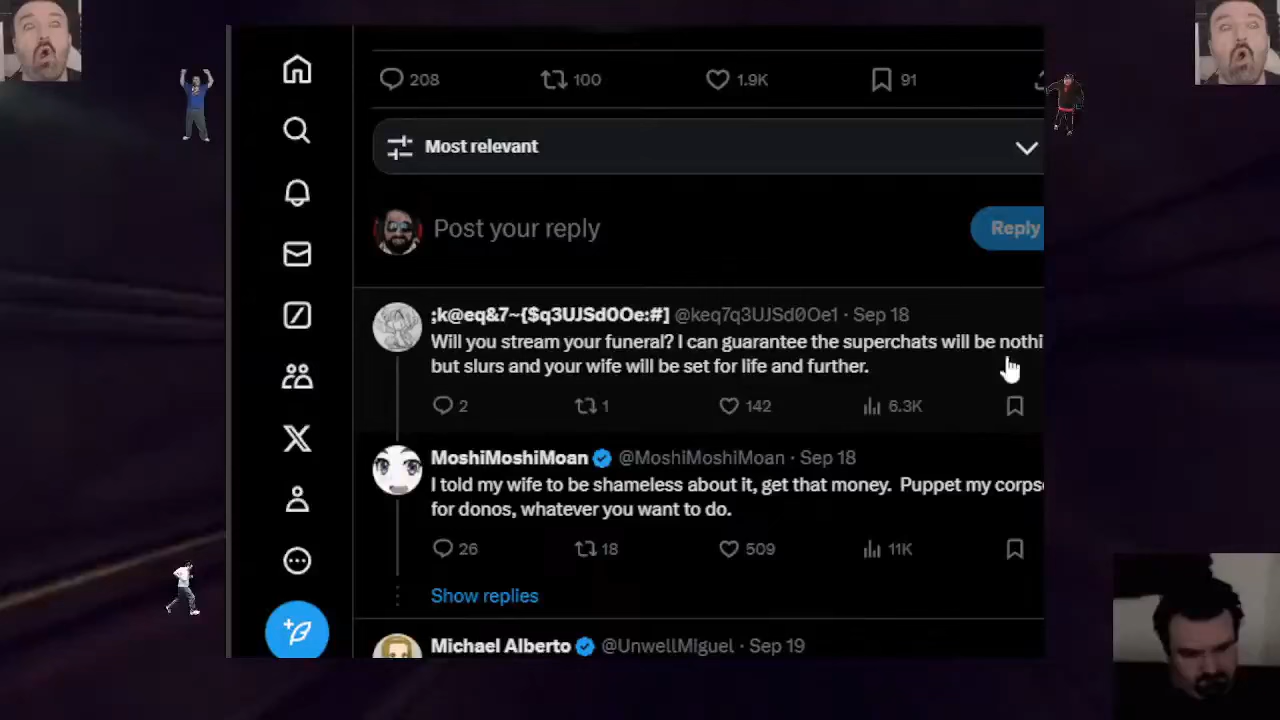 208 100 1.9K 91
Most relevant
Post your reply
Reply
;k@eq&7~{$q3UJSd0Oe:#] @keq7q3UJSd0Oe1 · Sep 18
Will you stream your funeral? I can guarantee the superchats will be nothi
but slurs and your wife will be set for life and further.
2 1 142 6.3K
MoshiMoshiMoan @MoshiMoshiMoan · Sep 18
I told my wife to be shameless about it, get that money. Puppet my corps
for donos, whatever you want to do.
26 18 509 11K
Show replies
Michael Alberto @UnwellMiguel · Sep 19